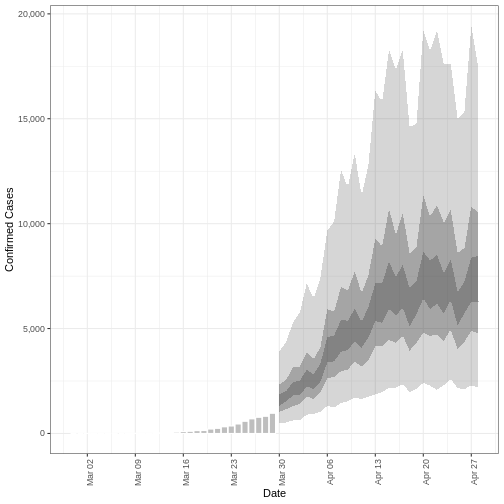 20,000
15,000
10,000
5,000
0
Confirmed Cases
Mar 02
Mar 09
Mar 16
Mar 23
Mar 30
Apr 06
Apr 13
Apr 20
Apr 27
Date